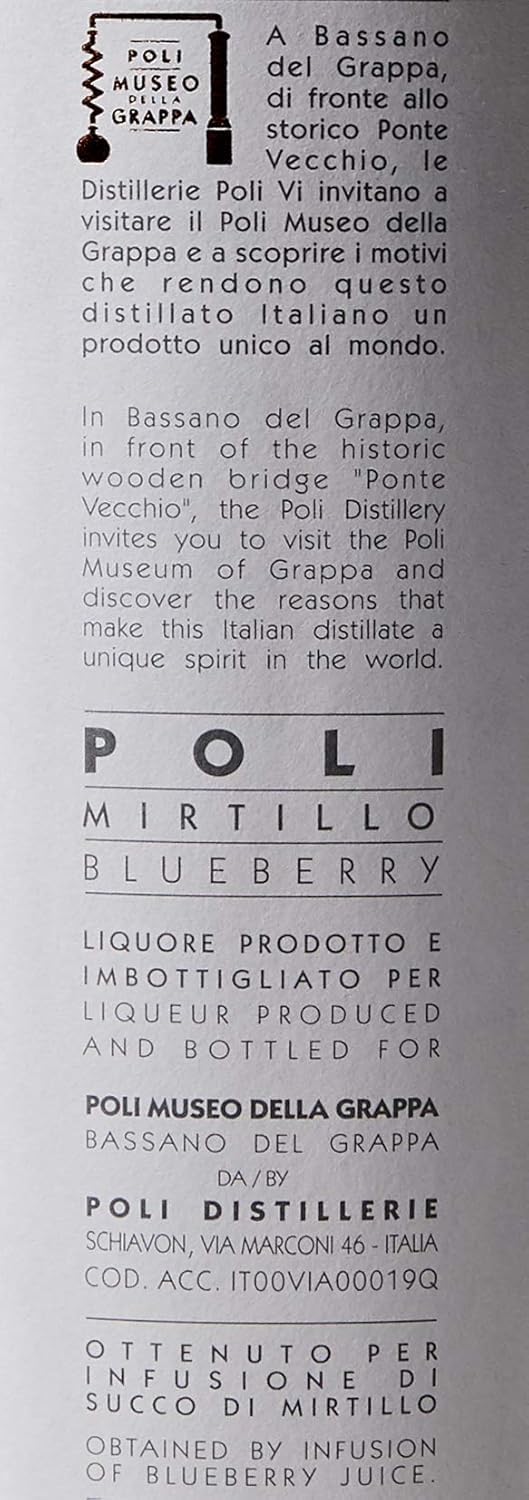 POLI
MUSEO
DELLA
GRAPPA
A Bassano
del Grappa,
di fronte allo
storico Ponte
Vecchio, le
Distillerie Poli Vi invitano a
visitare il Poli Museo della
Grappa e a scoprire i motivi
che rendono questo
distillato Italiano un
prodotto unico al mondo.
In Bassano del Grappa,
in front of the historic
wooden bridge "Ponte
Vecchio", the Poli Distillery
invites you to visit the Poli
Museum of Grappa and
discover the reasons that
make this Italian distillate a
unique spirit in the world.
POLI
MIRTILLO
BLUEBERRY
LIQUORE PRODOTTO E
IMBOTTIGLIATO PER
LIQUEUR PRODUCED
AND BOTTLED FOR
POLI MUSEO DELLA GRAPPA
BASSANO DEL GRAPPA
DA / BY
POLI DISTILLERIE
SCHIAVON, VIA MARCONI 46 - ITALIA
COD. ACC. IT00VIA00019Q
OTTENUTO PER
INFUSIONE DI
SUCCO DI MIRTILLO
OBTAINED BY INFUSION
OF BLUEBERRY JUICE.